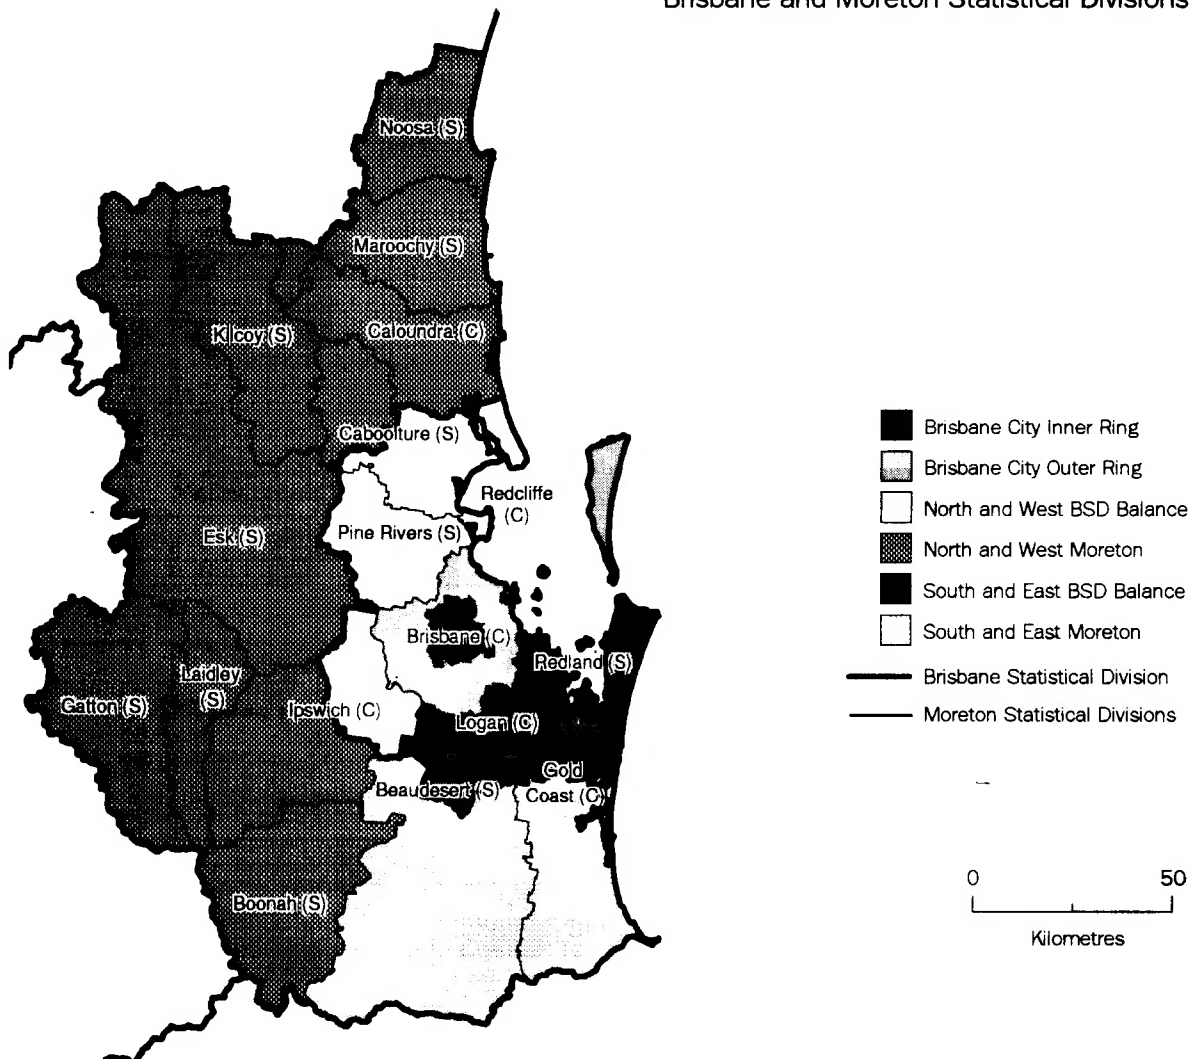 Brisbane and Moreton Statistical Divisions
Noosa (S)
Maroochy (S)
Kilcoy (S)
Caloundra (C)
Caboolture (S)
Redcliffe
(C)
Pine Rivers (S)
Esk (S)
Brisbane (C)
Redland (S)
Laidley
(S)
Gatton (S)
Ipswich (C)
Logan (C)
Gold
Coast (C)
Beaudesert (S)
Boonah (S)
Brisbane City Inner Ring
Brisbane City Outer Ring
North and West BSD Balance
North and West Moreton
South and East BSD Balance
South and East Moreton
Brisbane Statistical Division
Moreton Statistical Divisions
0 50
Kilometres